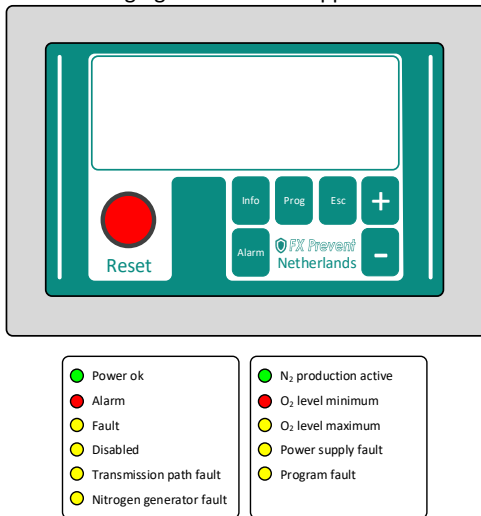 Info Prog Esc +
Reset
Alarm
FX Prevent
Netherlands
-
Power ok
Alarm
Fault
Disabled
Transmission path fault
Nitrogen generator fault
N₂ production active
O₂ level minimum
O₂ level maximum
Power supply fault
Program fault